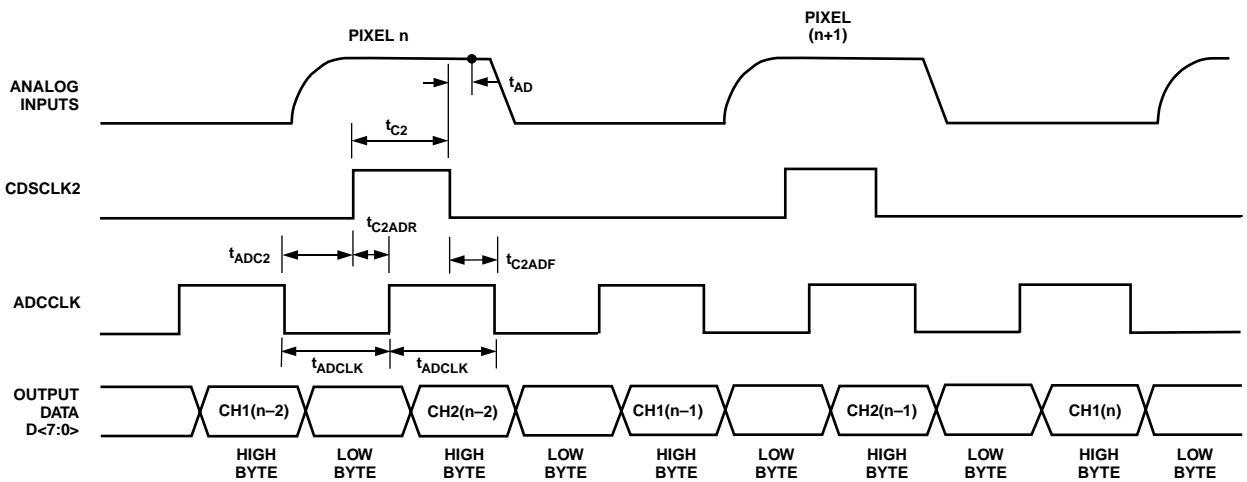 PIXEL n
PIXEL
(n+1)
ANALOG
INPUTS
tAD
tC2
CDSCLK2
tC2ADR
tADC2
tC2ADF
ADCCLK
tADCLK
tADCLK
OUTPUT
DATA
D<7:0>
CH1(n–2)
CH2(n–2)
CH1(n–1)
CH2(n–1)
CH1(n)
HIGH
BYTE
LOW
BYTE
HIGH
BYTE
LOW
BYTE
HIGH
BYTE
LOW
BYTE
HIGH
BYTE
LOW
BYTE
HIGH
BYTE
LOW
BYTE